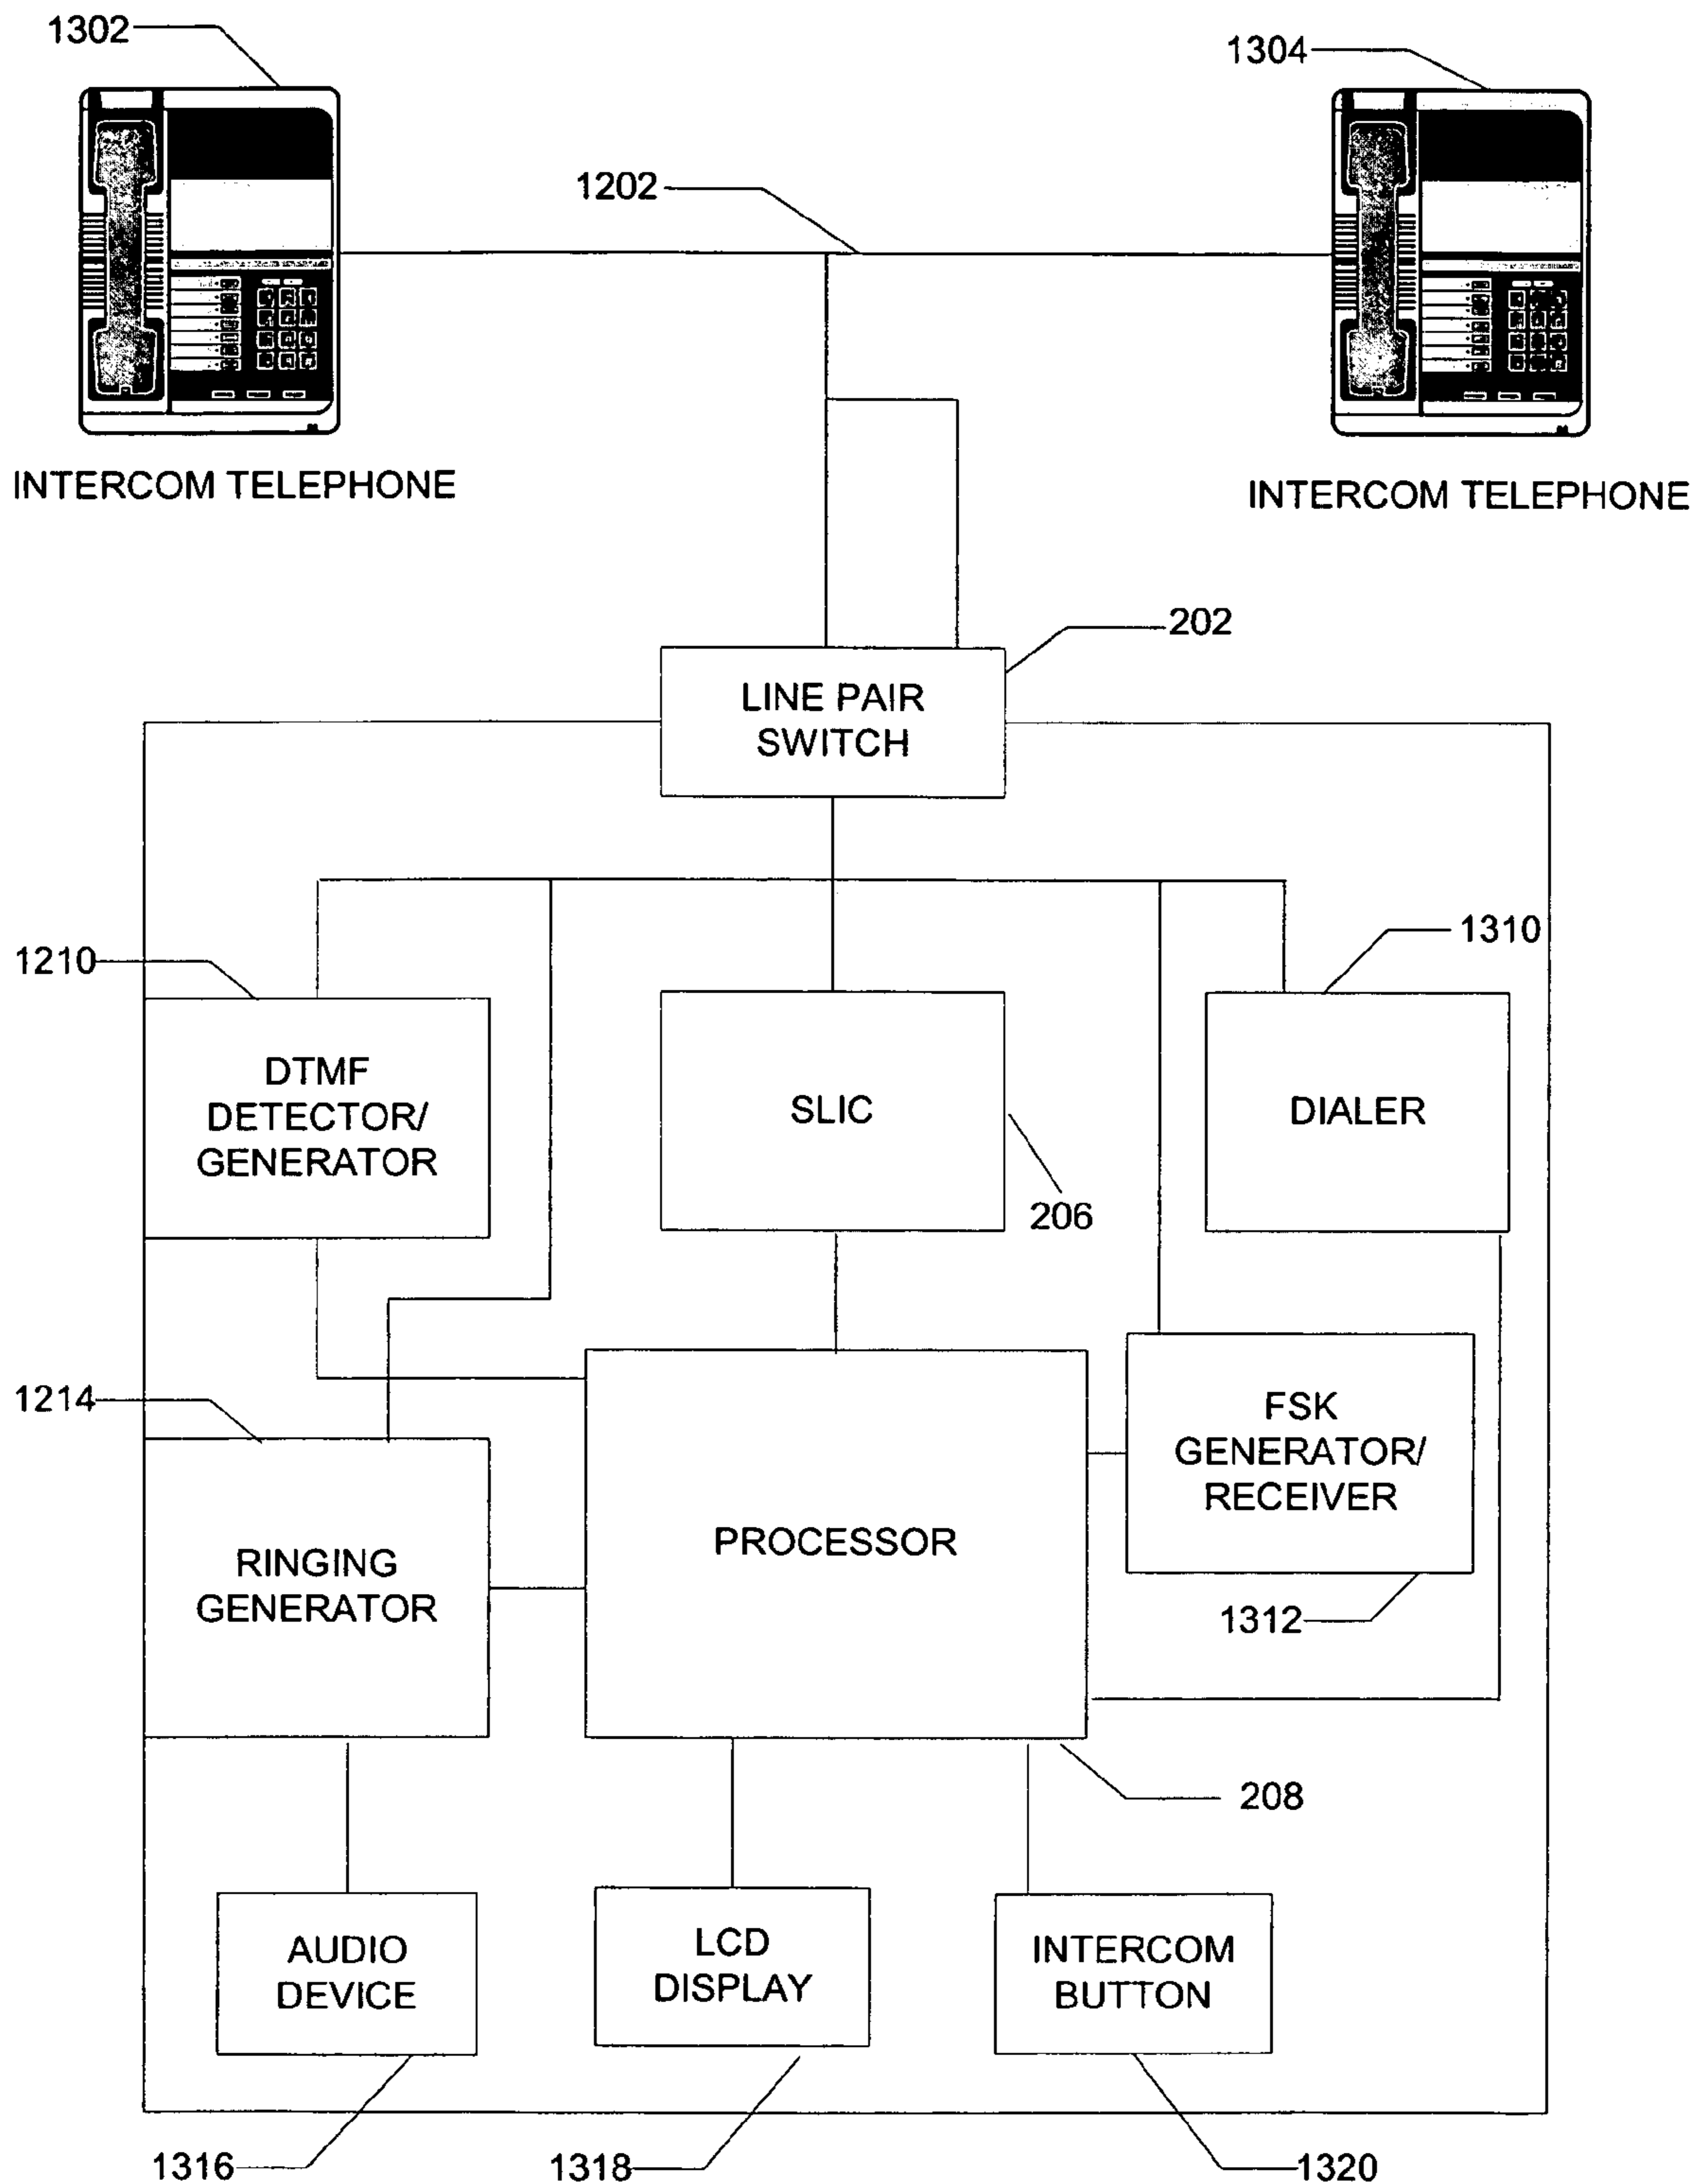 1302
1304
1202
INTERCOM TELEPHONE
INTERCOM TELEPHONE
202
LINE PAIR
SWITCH
1310
1210
DTMF
DETECTOR/
GENERATOR
SLIC
DIALER
206
1214
FSK
GENERATOR/
RECEIVER
PROCESSOR
RINGING
GENERATOR
1312
208
AUDIO
DEVICE
LCD
DISPLAY
INTERCOM
BUTTON
1316
1318
1320